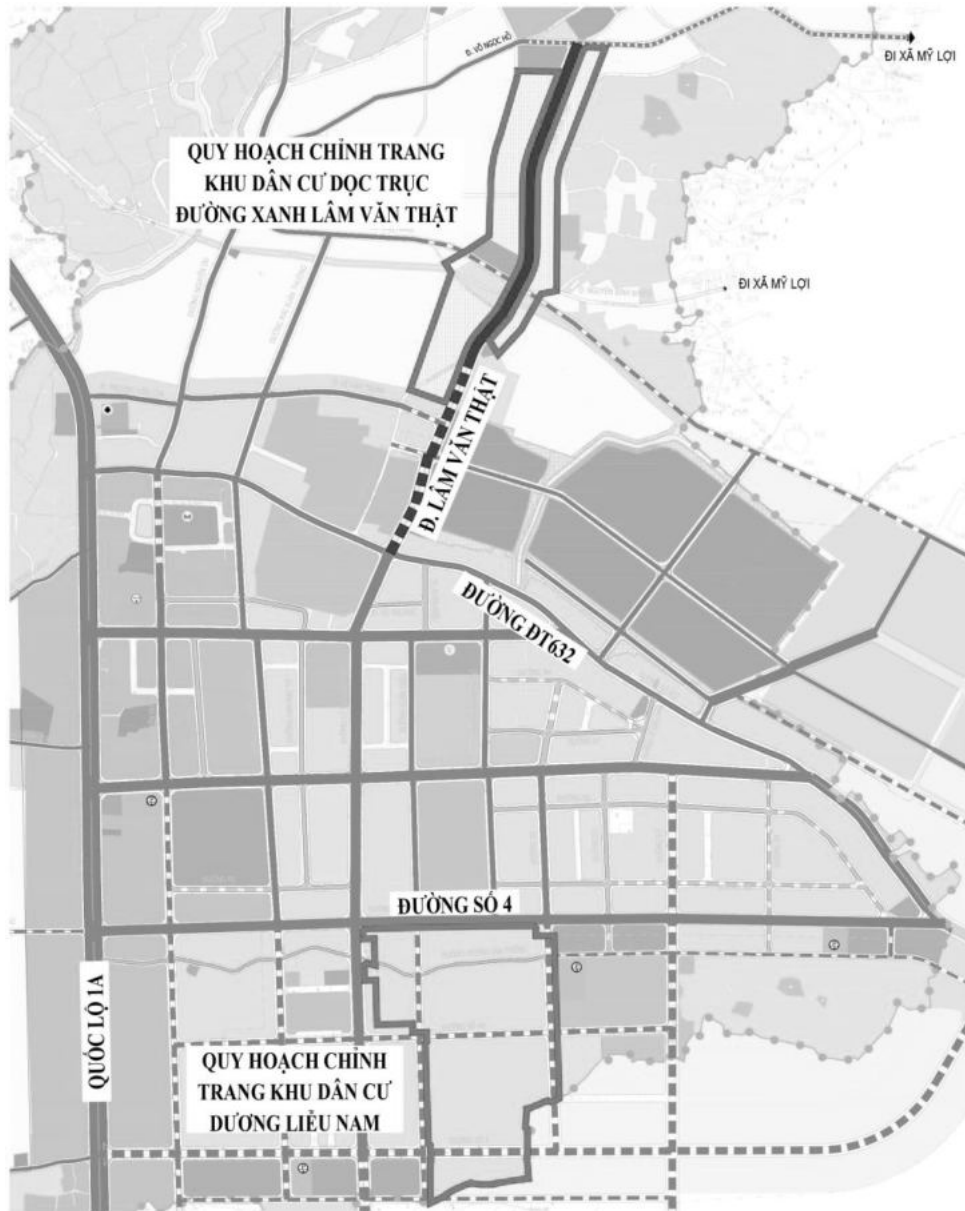 Đ. VÕ NGỌC HỒ
ĐI XÃ MỸ LỢI
QUY HOẠCH CHỈNH TRANG
KHU DÂN CƯ DỌC TRỤC
ĐƯỜNG XANH LÂM VĂN THẬT
ĐI XÃ MỸ LỢI
Đ. LÂM VĂN THẬT
ĐƯỜNG ĐT632
ĐƯỜNG SỐ 4
QUỐC LỘ 1A
QUY HOẠCH CHỈNH
TRANG KHU DÂN CƯ
DƯƠNG LIỄU NAM